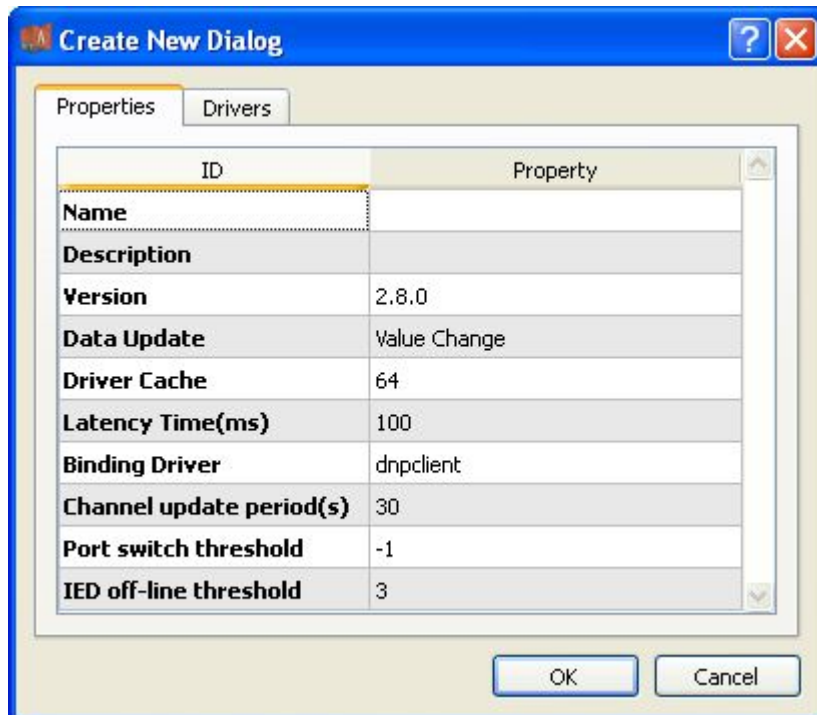 Create New Dialog
Properties Drivers
ID Property
Name
Description
Version 2.8.0
Data Update Value Change
Driver Cache 64
Latency Time(ms) 100
Binding Driver dnpclient
Channel update period(s) 30
Port switch threshold -1
IED off-line threshold 3
OK Cancel